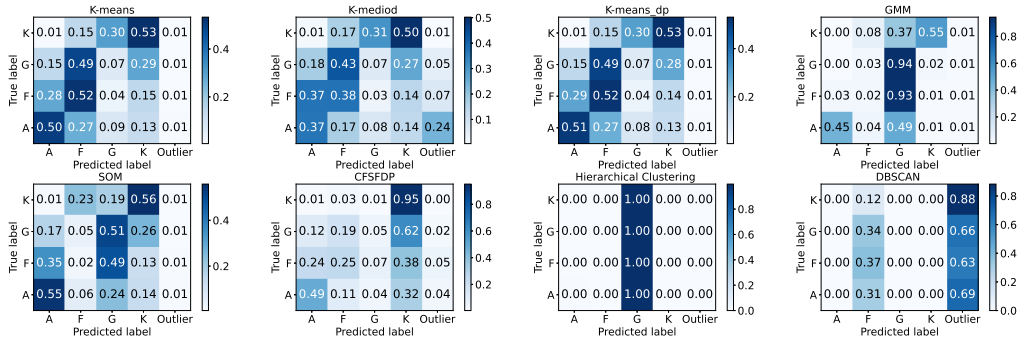 K-means
True label
K 0.01 0.15 0.30 0.53 0.01
G 0.15 0.49 0.07 0.29 0.01
F 0.28 0.52 0.04 0.15 0.01
A 0.50 0.27 0.09 0.13 0.01
A F G K Outlier
Predicted label
0.4
0.2
K-mediod
True label
K 0.01 0.17 0.31 0.50 0.01
G 0.18 0.43 0.07 0.27 0.05
F 0.37 0.38 0.03 0.14 0.07
A 0.37 0.17 0.08 0.14 0.24
A F G K Outlier
Predicted label
0.5
0.4
0.3
0.2
0.1
K-means_dp
True label
K 0.01 0.15 0.30 0.53 0.01
G 0.15 0.49 0.07 0.28 0.01
F 0.29 0.52 0.04 0.14 0.01
A 0.51 0.27 0.08 0.13 0.01
A F G K Outlier
Predicted label
0.4
0.2
GMM
True label
K 0.00 0.08 0.37 0.55 0.00
G 0.00 0.03 0.94 0.02 0.01
F 0.03 0.02 0.93 0.01 0.01
A 0.45 0.04 0.49 0.01 0.01
A F G K Outlier
Predicted label
0.8
0.6
0.4
0.2
SOM
True label
K 0.01 0.23 0.19 0.56 0.01
G 0.17 0.05 0.51 0.26 0.01
F 0.35 0.02 0.49 0.13 0.01
A 0.55 0.06 0.24 0.14 0.01
A F G K Outlier
Predicted label
0.4
0.2
CFSFDP
True label
K 0.01 0.03 0.01 0.95 0.00
G 0.12 0.19 0.05 0.62 0.02
F 0.24 0.25 0.07 0.38 0.05
A 0.49 0.11 0.04 0.32 0.04
A F G K Outlier
Predicted label
0.8
0.6
0.4
0.2
Hierarchical Clustering
True label
K 0.00 0.00 1.00 0.00 0.00
G 0.00 0.00 1.00 0.00 0.00
F 0.00 0.00 1.00 0.00 0.00
A 0.00 0.00 1.00 0.00 0.00
A F G K Outlier
Predicted label
0.8
0.6
0.4
0.2
0.0
DBSCAN
True label
K 0.00 0.12 0.00 0.00 0.88
G 0.00 0.34 0.00 0.00 0.66
F 0.00 0.37 0.00 0.00 0.63
A 0.00 0.31 0.00 0.00 0.69
A F G K Outlier
Predicted label
0.8
0.6
0.4
0.2
0.0